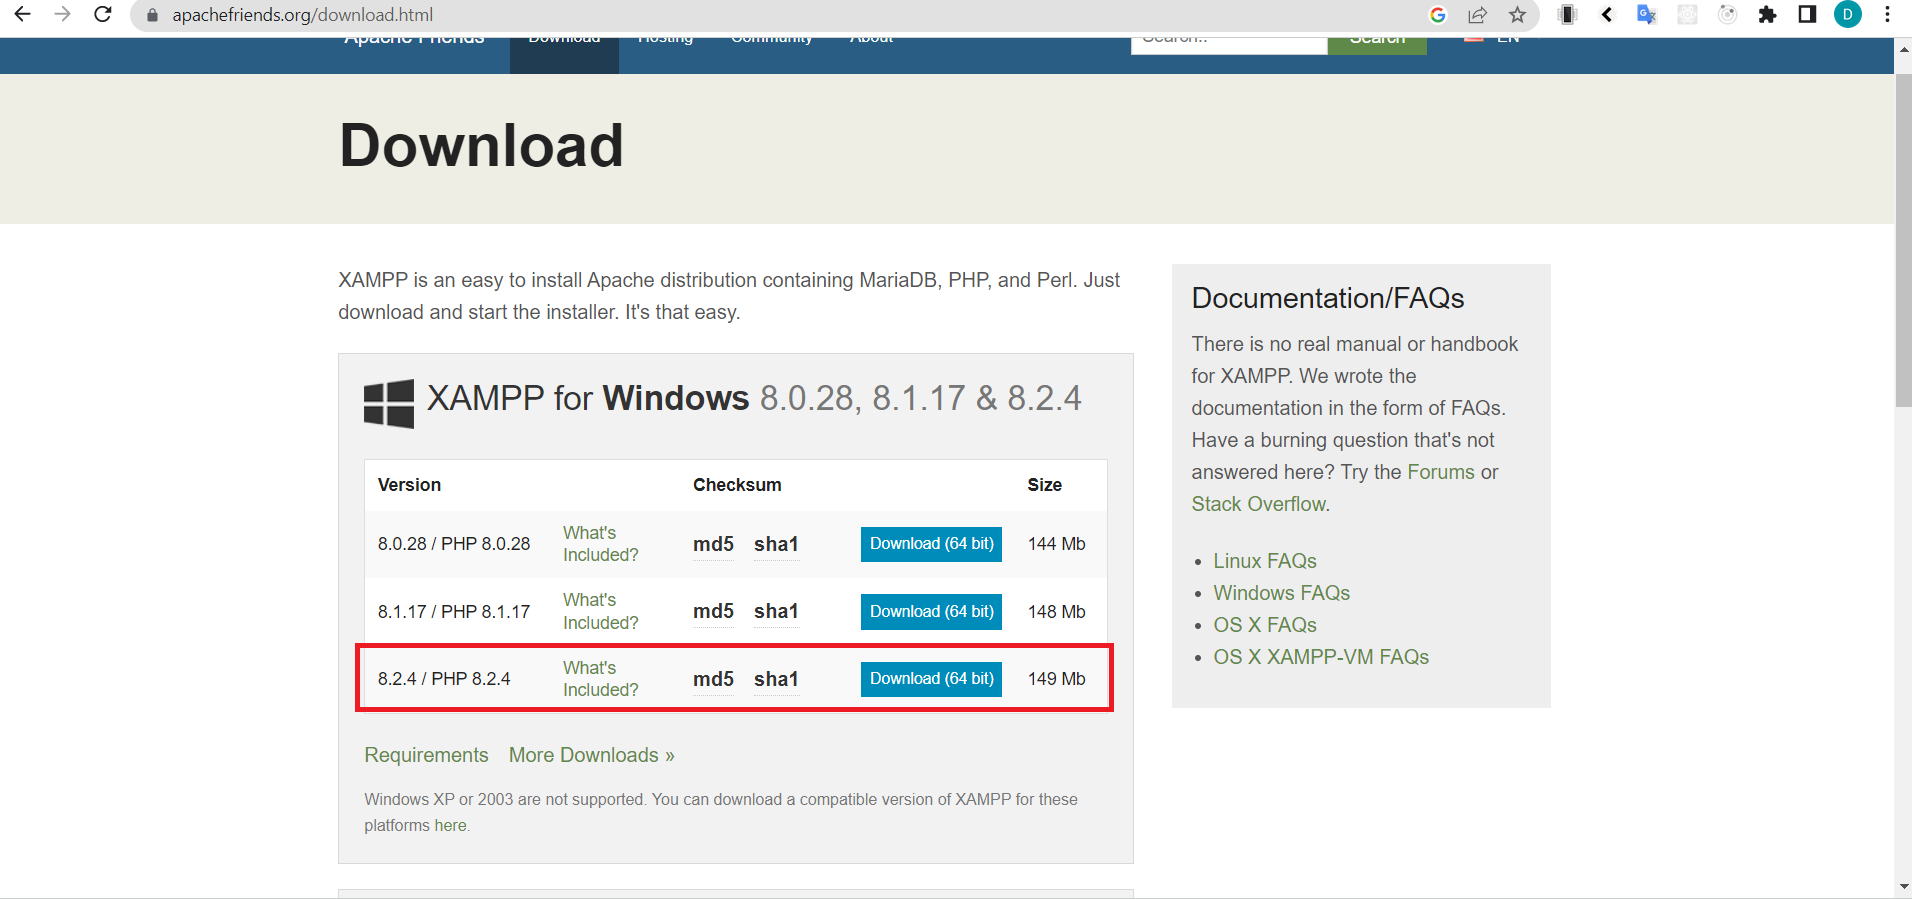 apachefriends.org/download.html
D
Apache Friends Download Hosting Community About Search.. Search EN
Download
XAMPP is an easy to install Apache distribution containing MariaDB, PHP, and Perl. Just
download and start the installer. It's that easy.
XAMPP for Windows 8.0.28, 8.1.17 & 8.2.4
Version Checksum Size
8.0.28 / PHP 8.0.28 What's Included? md5 sha1 Download (64 bit) 144 Mb
8.1.17 / PHP 8.1.17 What's Included? md5 sha1 Download (64 bit) 148 Mb
8.2.4 / PHP 8.2.4 What's Included? md5 sha1 Download (64 bit) 149 Mb
Requirements More Downloads »
Windows XP or 2003 are not supported. You can download a compatible version of XAMPP for these
platforms here.
Documentation/FAQs
There is no real manual or handbook
for XAMPP. We wrote the
documentation in the form of FAQs.
Have a burning question that's not
answered here? Try the Forums or
Stack Overflow.
• Linux FAQs
• Windows FAQs
• OS X FAQs
• OS X XAMPP-VM FAQs